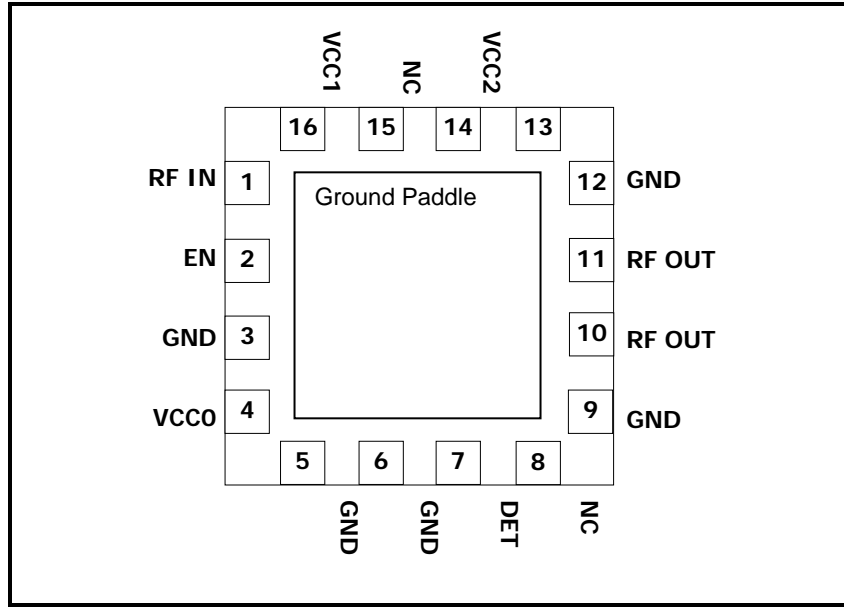 VCC1
NC
VCC2
16 15 14 13
RF IN 1
Ground Paddle
12 GND
EN 2
11 RF OUT
GND 3
10 RF OUT
VCC0 4
9 GND
5 6 7 8
GND
GND
DET
NC